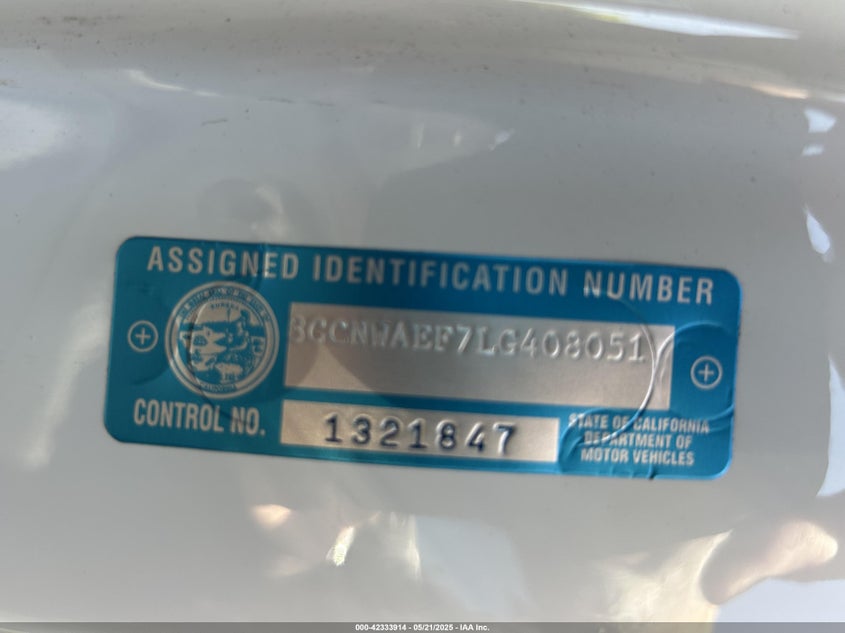 ASSIGNED IDENTIFICATION NUMBER
3GCNWAEF7LG408051
CONTROL NO.
1321847
STATE OF CALIFORNIA
DEPARTMENT OF
MOTOR VEHICLES
000-42333914 - 05/21/2025 - IAA Inc.